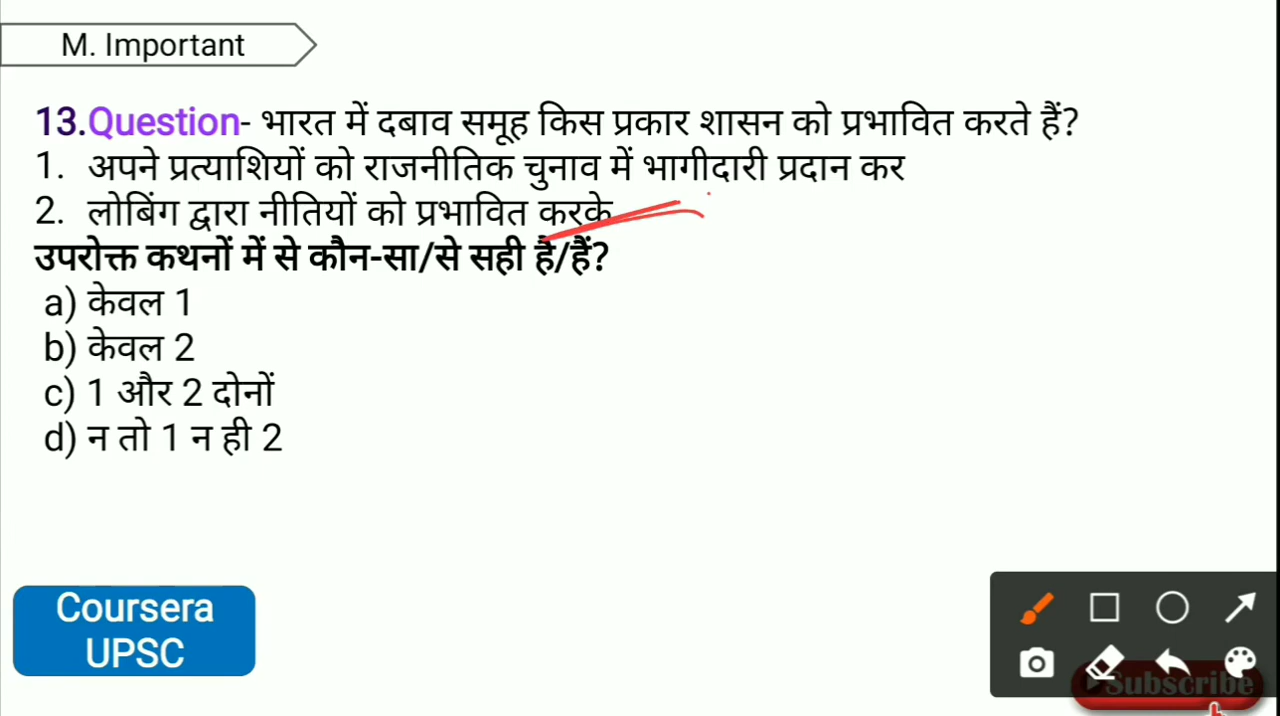 M. Important
13.Question- भारत में दबाव समूह किस प्रकार शासन को प्रभावित करते हैं?
1. अपने प्रत्याशियों को राजनीतिक चुनाव में भागीदारी प्रदान कर
2. लोबिंग द्वारा नीतियों को प्रभावित करके
उपरोक्त कथनों में से कौन-सा/से सही है/हैं?
a) केवल 1
b) केवल 2
c) 1 और 2 दोनों
d) न तो 1 न ही 2
Coursera
UPSC
Subscribe